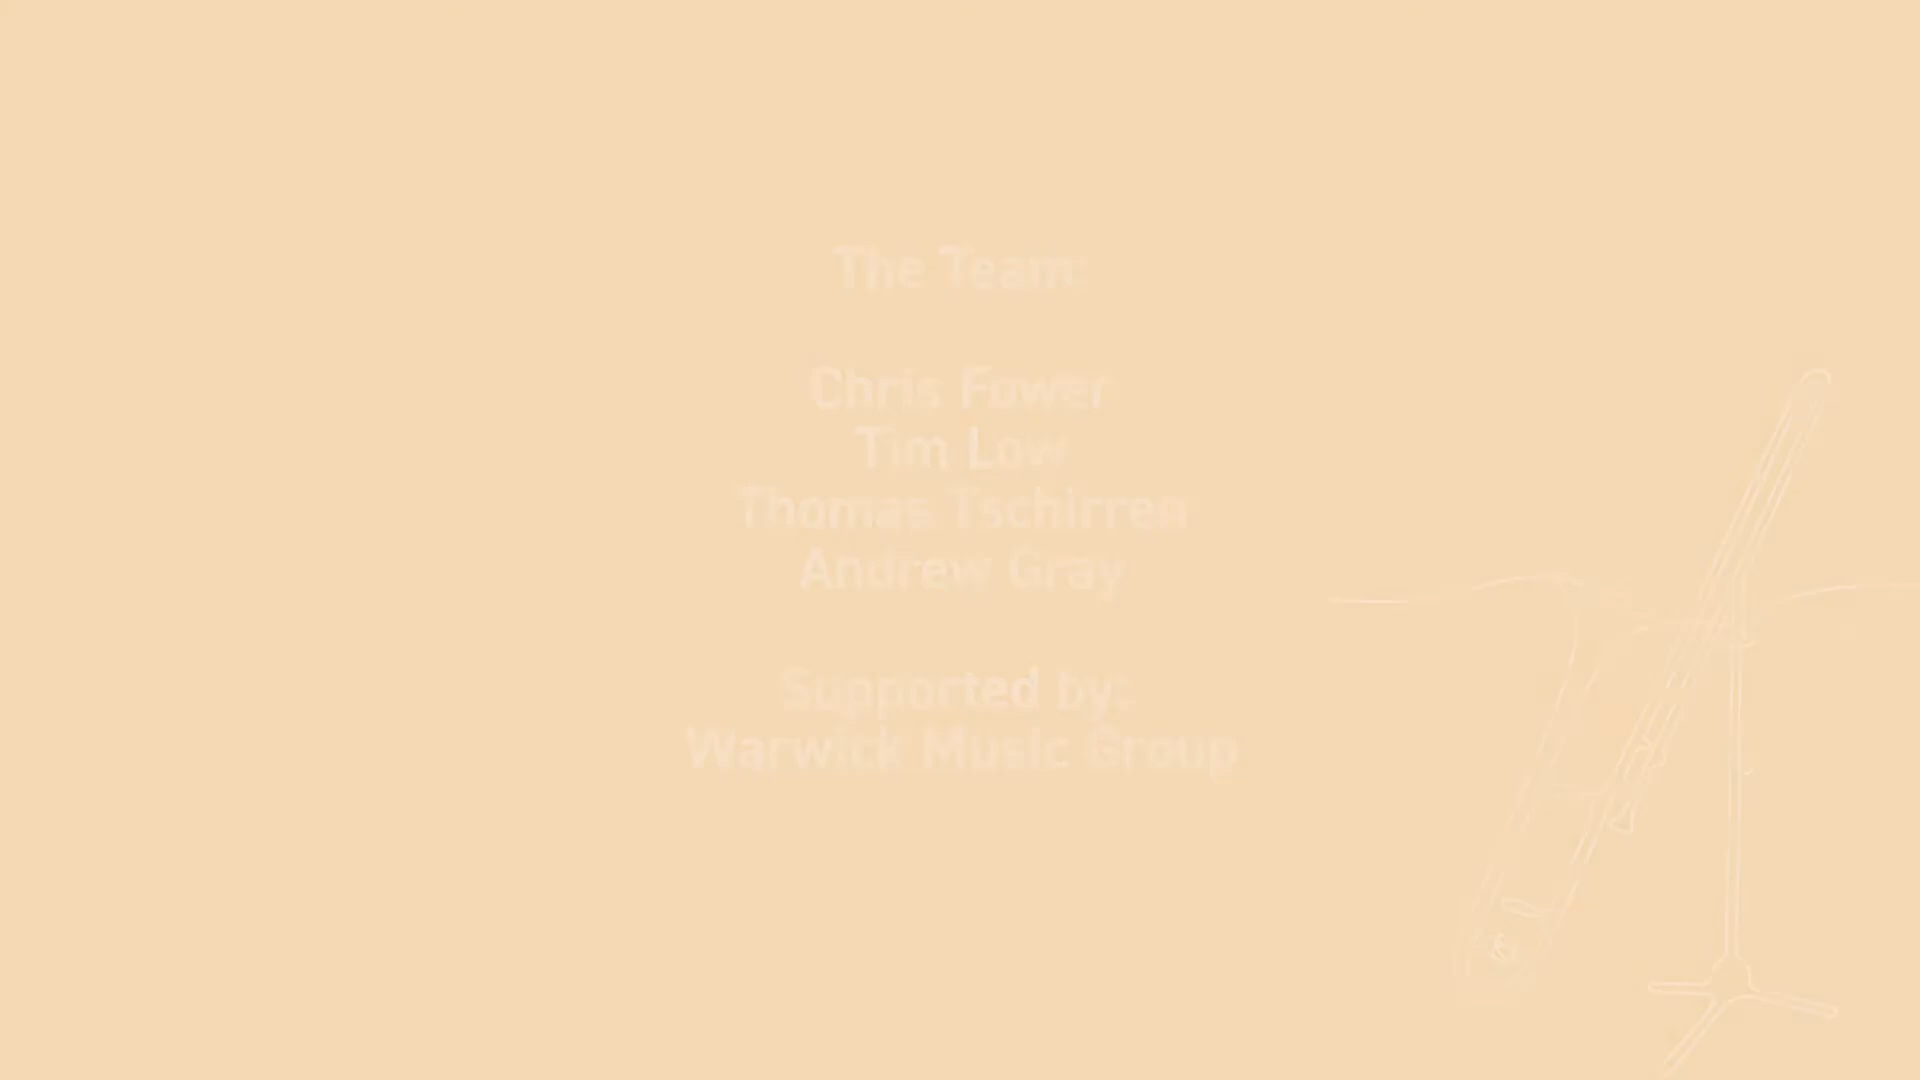 The Team:
Chris Fower
Tim Low
Thomas Tschirren
Andrew Gray
Supported by:
Warwick Music Group